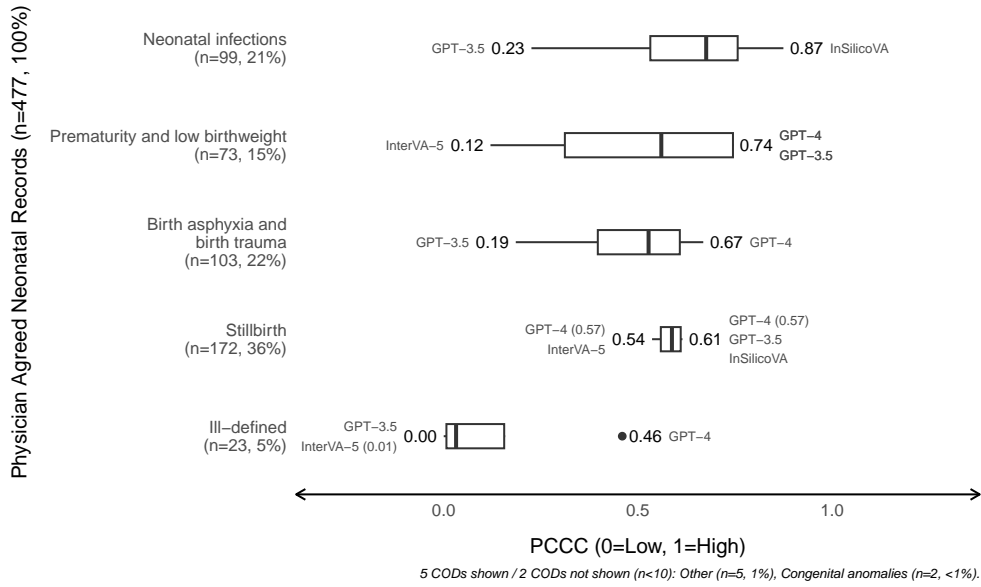 Physician Agreed Neonatal Records (n=477, 100%)
Neonatal infections
(n=99, 21%)
GPT−3.5 0.23
0.87 InSilicoVA
Prematurity and low birthweight
(n=73, 15%)
InterVA−5 0.12
0.74 GPT−4
GPT−3.5
Birth asphyxia and
birth trauma
(n=103, 22%)
GPT−3.5 0.19
0.67 GPT−4
Stillbirth
(n=172, 36%)
GPT−4 (0.57)
InterVA−5
0.54
0.61
GPT−4 (0.57)
GPT−3.5
InSilicoVA
Ill−defined
(n=23, 5%)
GPT−3.5
InterVA−5 (0.01)
0.00
0.46 GPT−4
0.0 0.5 1.0
PCCC (0=Low, 1=High)
5 CODs shown / 2 CODs not shown (n<10): Other (n=5, 1%), Congenital anomalies (n=2, <1%).